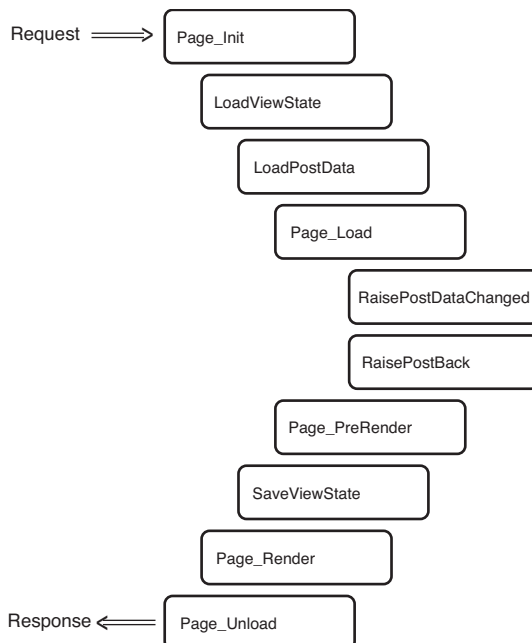 Request
Page_Init
LoadViewState
LoadPostData
Page_Load
RaisePostDataChanged
RaisePostBack
Page_PreRender
SaveViewState
Page_Render
Response
Page_Unload